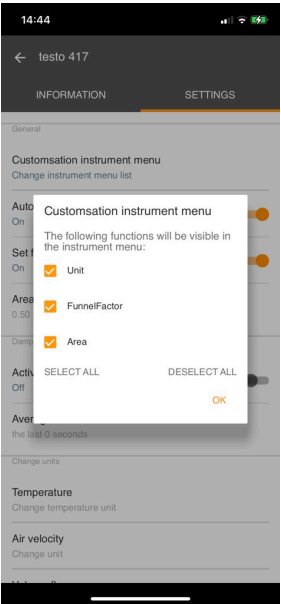 14:44
testo 417
INFORMATION
SETTINGS
General
Customsation instrument menu
Change instrument menu list
Auto
On
Set f
On
Area
0.50
Customsation instrument menu
The following functions will be visible in
the instrument menu:
Unit
FunnelFactor
Area
SELECT ALL
DESELECT ALL
OK
Damp
Activ
Off
Aver
the last 0 seconds
Change units
Temperature
Change temperature unit
Air velocity
Change unit